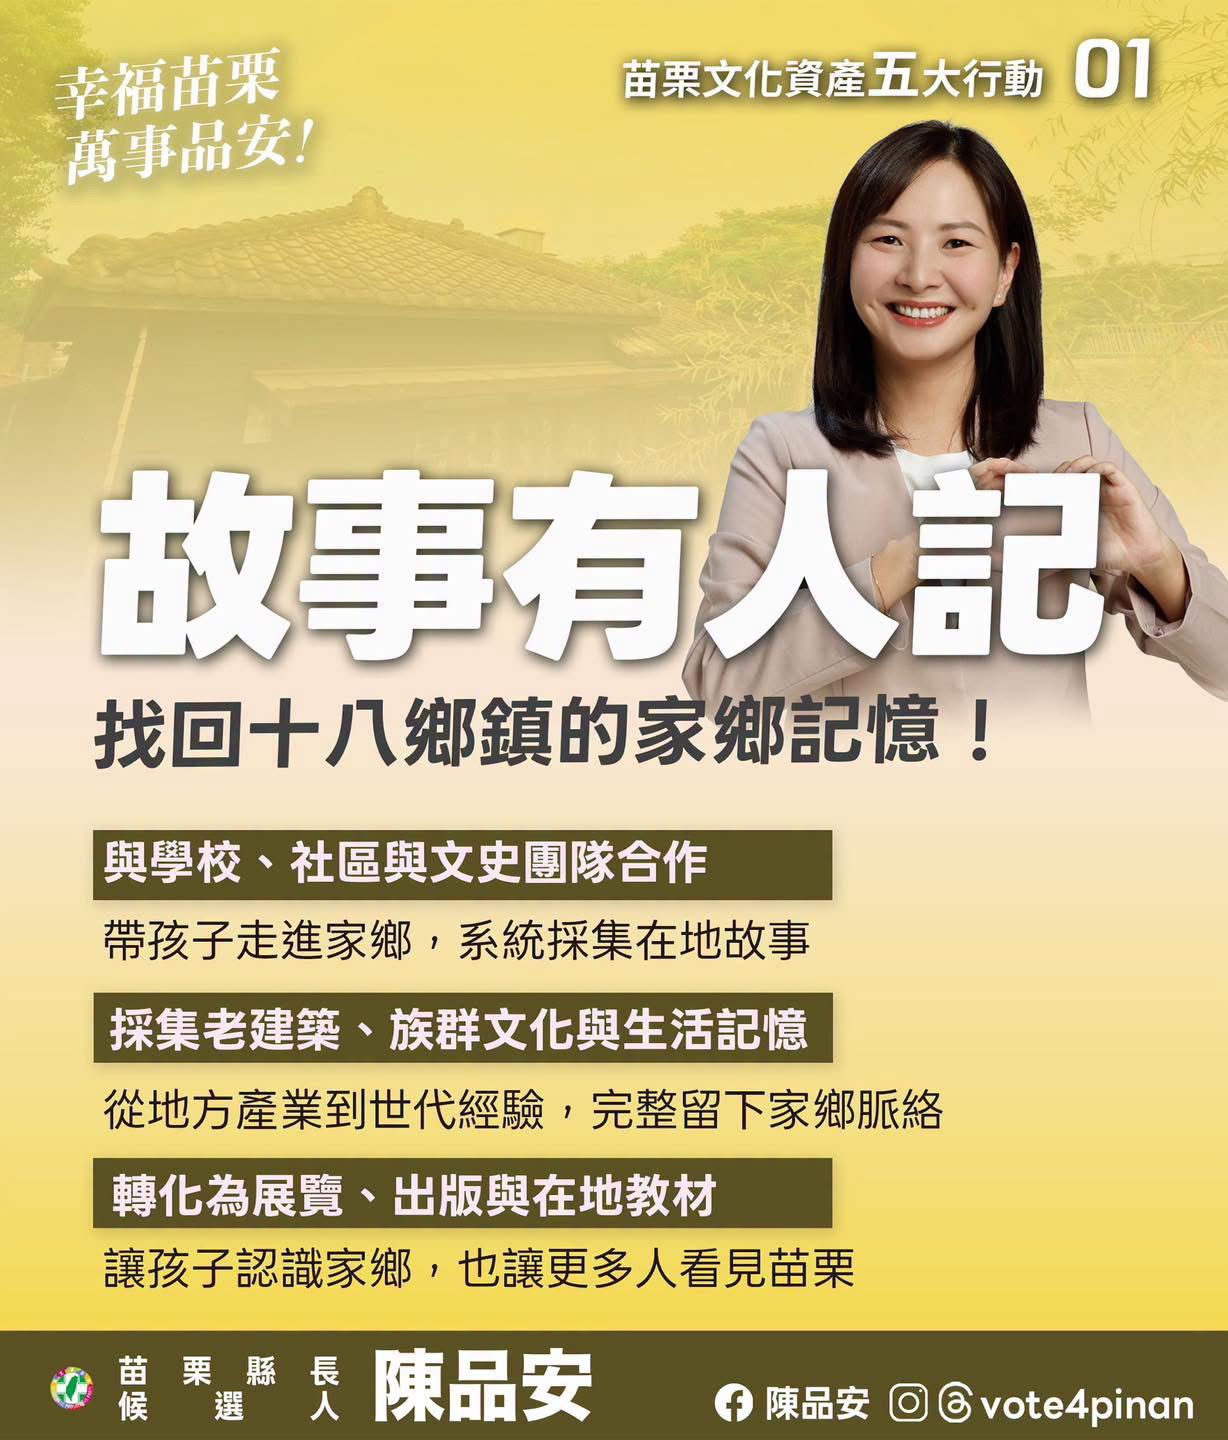 幸福苗栗
萬事品安!
苗栗文化資產五大行動 01
故事有人記
找回十八鄉鎮的家鄉記憶！
與學校、社區與文史團隊合作
帶孩子走進家鄉，系統採集在地故事
採集老建築、族群文化與生活記憶
從地方產業到世代經驗，完整留下家鄉脈絡
轉化為展覽、出版與在地教材
讓孩子認識家鄉，也讓更多人看見苗栗
苗栗縣長
候選人
陳品安
陳品安 vote4pinan